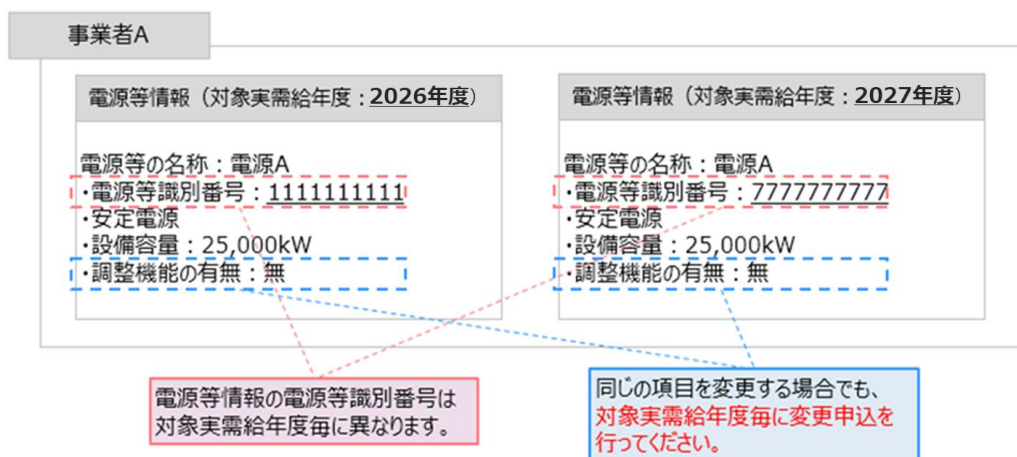 事業者A
電源等情報（対象実需給年度：2026年度）
電源等の名称：電源A
・電源等識別番号：1111111111
・安定電源
・設備容量：25,000kW
・調整機能の有無：無
電源等情報（対象実需給年度：2027年度）
電源等の名称：電源A
・電源等識別番号：7777777777
・安定電源
・設備容量：25,000kW
・調整機能の有無：無
電源等情報の電源等識別番号は
対象実需給年度毎に異なります。
同じの項目を変更する場合でも、
対象実需給年度毎に変更申込を
行ってください。